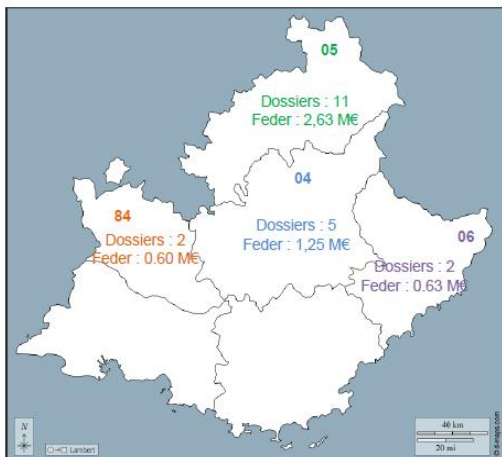 05
Dossiers : 11
Feder : 2,63 M€
04
Dossiers : 5
Feder : 1,25 M€
84
Dossiers : 2
Feder : 0.60 M€
06
Dossiers : 2
Feder : 0.63 M€
N
Lambert
40 km
20 mi